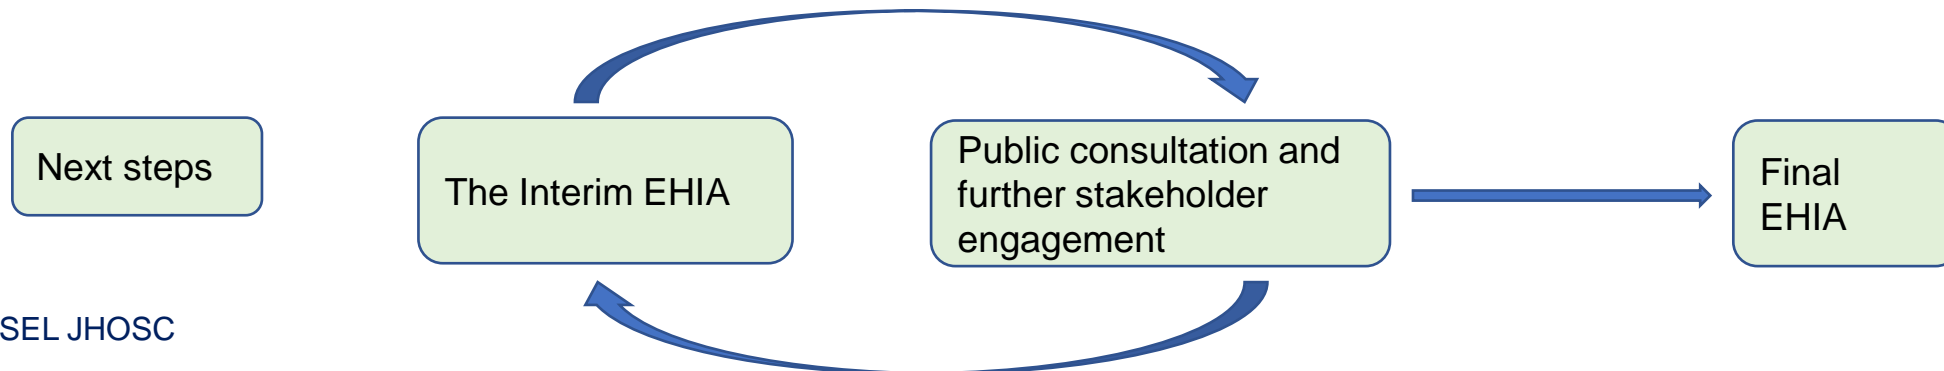 Next steps
The Interim EHIA
Public consultation and
further stakeholder
engagement
Final
EHIA
SEL JHOSC